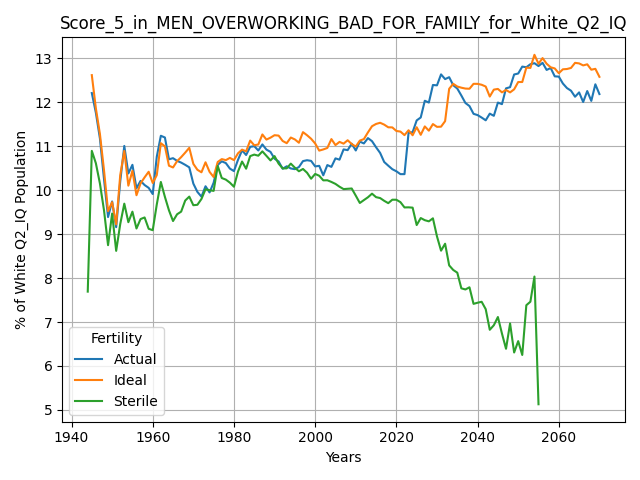 Score_5_in_MEN_OVERWORKING_BAD_FOR_FAMILY_for_White_Q2_IQ
% of White Q2_IQ Population
13
12
11
10
9
8
7
6
5
Fertility
Actual
Ideal
Sterile
1940 1960 1980 2000 2020 2040 2060
Years